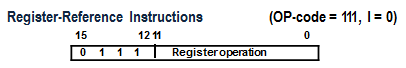 Register-Reference Instructions (OP-code = 111, I = 0)
15 12 11 0
0 1 1 1 Register operation